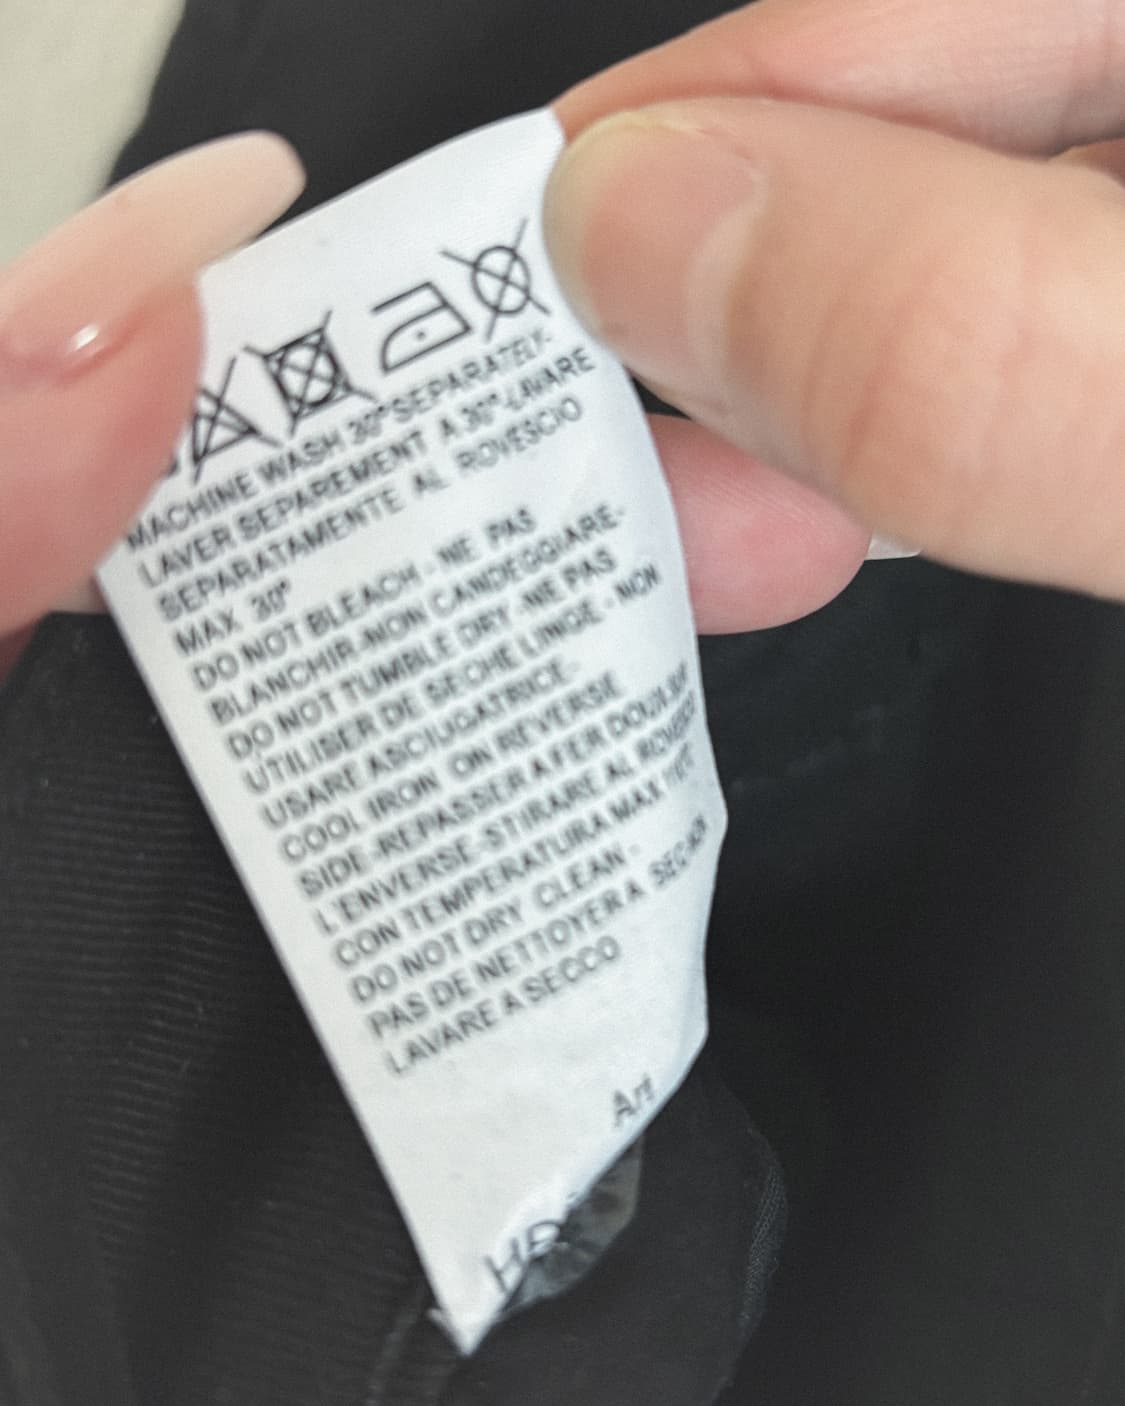 MACHINE WASH 30°SEPARATELY-
LAVER SEPAREMENT A 30°-LAVARE
SEPARATAMENTE AL ROVESCIO
MAX 30°
DO NOT BLEACH - NE PAS
BLANCHIR-NON CANDEGGIARE-
DO NOT TUMBLE DRY -NE PAS
UTILISER DE SECHE LINGE - NON
USARE ASCIUGATRICE-
COOL IRON ON REVERSE
SIDE-REPASSER A FER DOUX SUR
L'ENVERSE-STIRARE AL ROVESCIO
CON TEMPERATURA MAX
DO NOT DRY CLEAN -
PAS DE NETTOYER A
LAVARE A SECCO
Art